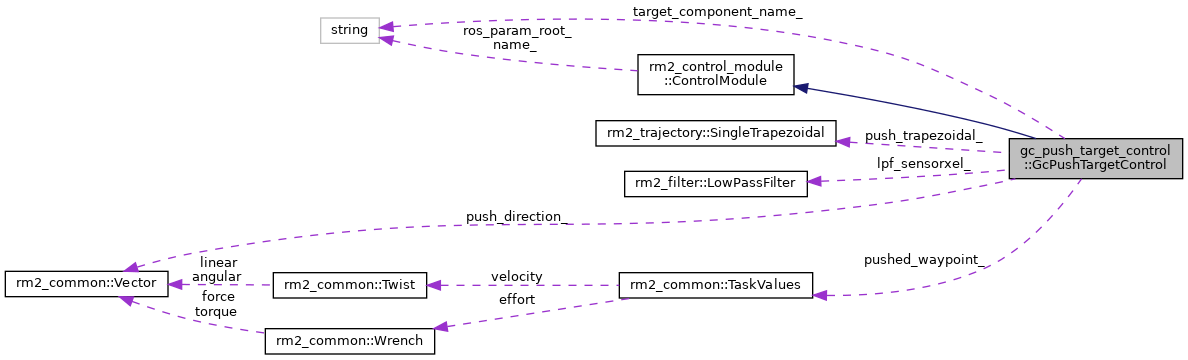 target_component_name_
string
ros_param_root_
name_
rm2_control_module
::ControlModule
rm2_trajectory::SingleTrapezoidal
push_trapezoidal_
gc_push_target_control
::GcPushTargetControl
lpf_sensorxel_
rm2_filter::LowPassFilter
push_direction_
pushed_waypoint_
linear
angular
velocity
rm2_common::Vector
rm2_common::Twist
rm2_common::TaskValues
force
torque
effort
rm2_common::Wrench